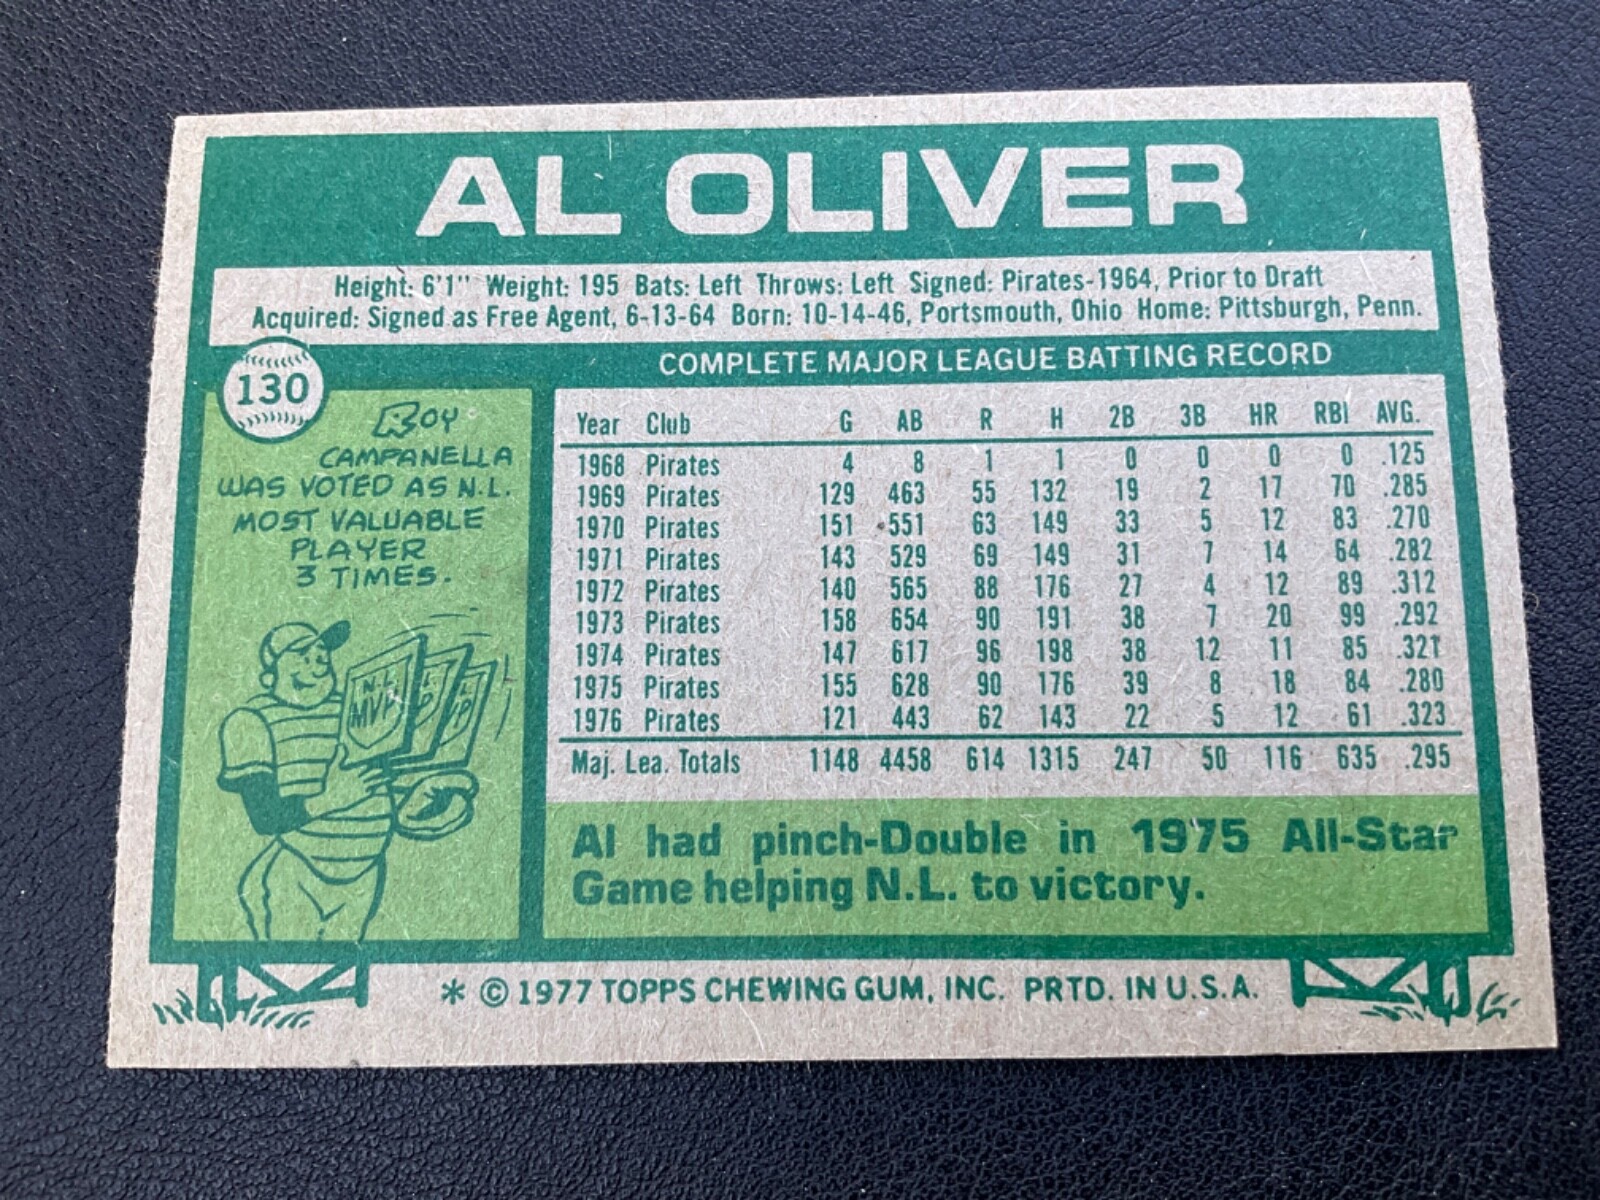 AL OLIVER
Height: 6'1" Weight: 195 Bats: Left Throws: Left Signed: Pirates-1964, Prior to Draft
Acquired: Signed as Free Agent, 6-13-64 Born: 10-14-46, Portsmouth, Ohio Home: Pittsburgh, Penn.
130
ROY
CAMPANELLA
WAS VOTED AS N.L.
MOST VALUABLE
PLAYER
3 TIMES.
N.L. MVP
COMPLETE MAJOR LEAGUE BATTING RECORD
Year Club G AB R H 2B 3B HR RBI AVG.
1968 Pirates 4 8 1 1 0 0 0 0 .125
1969 Pirates 129 463 55 132 19 2 17 70 .285
1970 Pirates 151 551 63 149 33 5 12 83 .270
1971 Pirates 143 529 69 149 31 7 14 64 .282
1972 Pirates 140 565 88 176 27 4 12 89 .312
1973 Pirates 158 654 90 191 38 7 20 99 .292
1974 Pirates 147 617 96 198 38 12 11 85 .321
1975 Pirates 155 628 90 176 39 8 18 84 .280
1976 Pirates 121 443 62 143 22 5 12 61 .323
Maj. Lea. Totals 1148 4458 614 1315 247 50 116 635 .295
Al had pinch-Double in 1975 All-Star
Game helping N.L. to victory.
* © 1977 TOPPS CHEWING GUM, INC. PRTD. IN U.S.A.